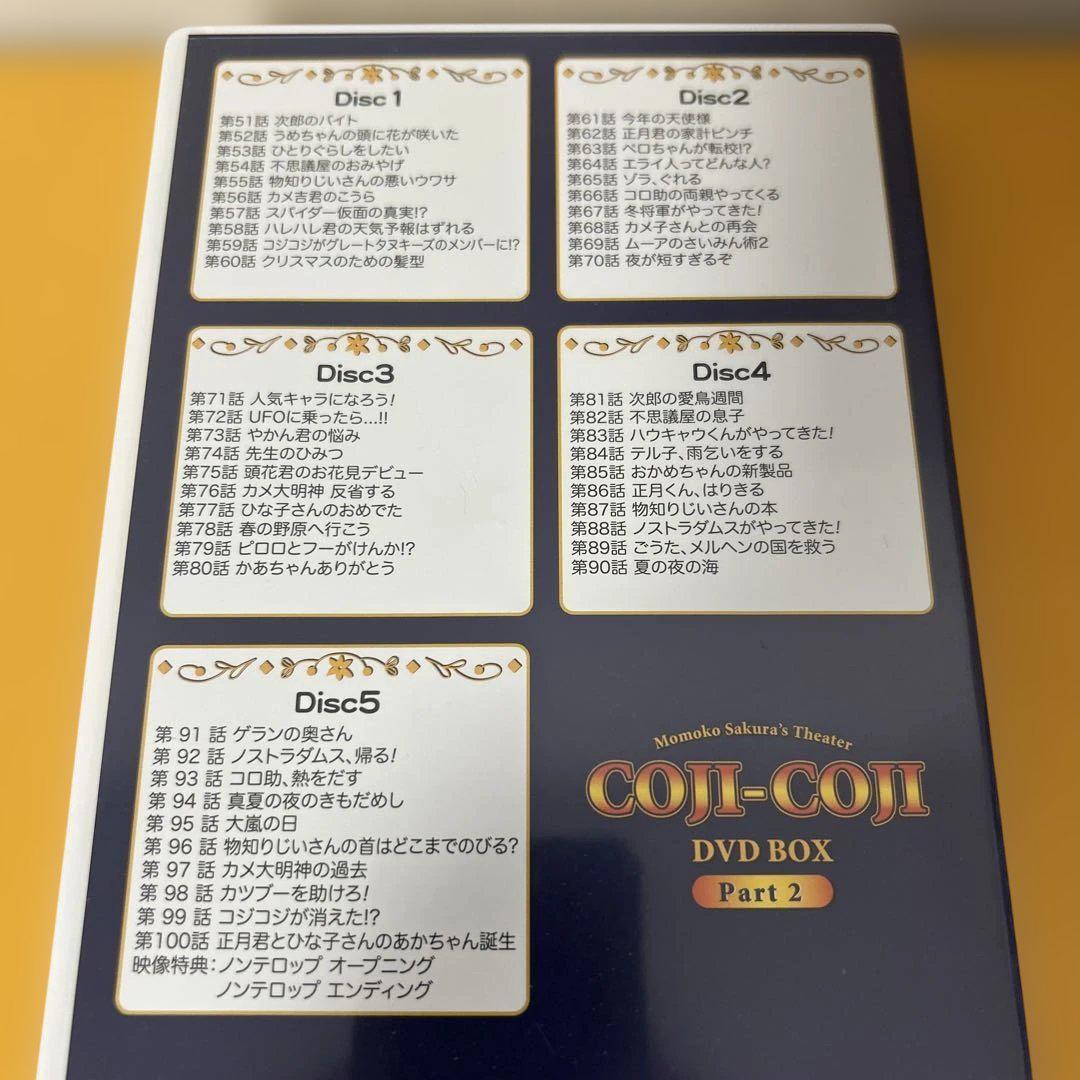 Disc1
第51話 次郎のバイト
第52話 うめちゃんの頭に花が咲いた
第53話 ひとりぐらしをしたい
第54話 不思議屋のおみやげ
第55話 物知りじいさんの悪いウワサ
第56話 カメ吉君のこうら
第57話 スパイダー仮面の真実!?
第58話 ハレハレ君の天気予報はずれる
第59話 コジコジがグレートタヌキーズのメンバーに!?
第60話 クリスマスのための髪型
Disc2
第61話 今年の天使様
第62話 正月君の家計ピンチ
第63話 ペロちゃんが転校!?
第64話 エライ人ってどんな人?
第65話 ゾラ、ぐれる
第66話 コロ助の両親やってくる
第67話 冬将軍がやってきた!
第68話 カメ子さんとの再会
第69話 ムーアのさいみん術2
第70話 夜が短すぎるぞ
Disc3
第71話 人気キャラになろう!
第72話 UFOに乗ったら...!!
第73話 やかん君の悩み
第74話 先生のひみつ
第75話 頭花君のお花見デビュー
第76話 カメ大明神 反省する
第77話 ひな子さんのおめでた
第78話 春の野原へ行こう
第79話 ピロロとフーがけんか!?
第80話 かあちゃんありがとう
Disc4
第81話 次郎の愛鳥週間
第82話 不思議屋の息子
第83話 ハウキャウくんがやってきた!
第84話 テル子、雨乞いをする
第85話 おかめちゃんの新製品
第86話 正月くん、はりきる
第87話 物知りじいさんの本
第88話 ノストラダムスがやってきた!
第89話 ごうた、メルヘンの国を救う
第90話 夏の夜の海
Disc5
第 91 話 ゲランの奥さん
第 92 話 ノストラダムス、帰る!
第 93 話 コロ助、熱をだす
第 94 話 真夏の夜のきもだめし
第 95 話 大嵐の日
第 96 話 物知りじいさんの首はどこまでのびる?
第 97 話 カメ大明神の過去
第 98 話 カツブーを助けろ!
第 99 話 コジコジが消えた!?
第100話 正月君とひな子さんのあかちゃん誕生
映像特典:ノンテロップ オープニング
ノンテロップ エンディング
Momoko Sakura's Theater
COJI-COJI
DVD BOX
Part 2